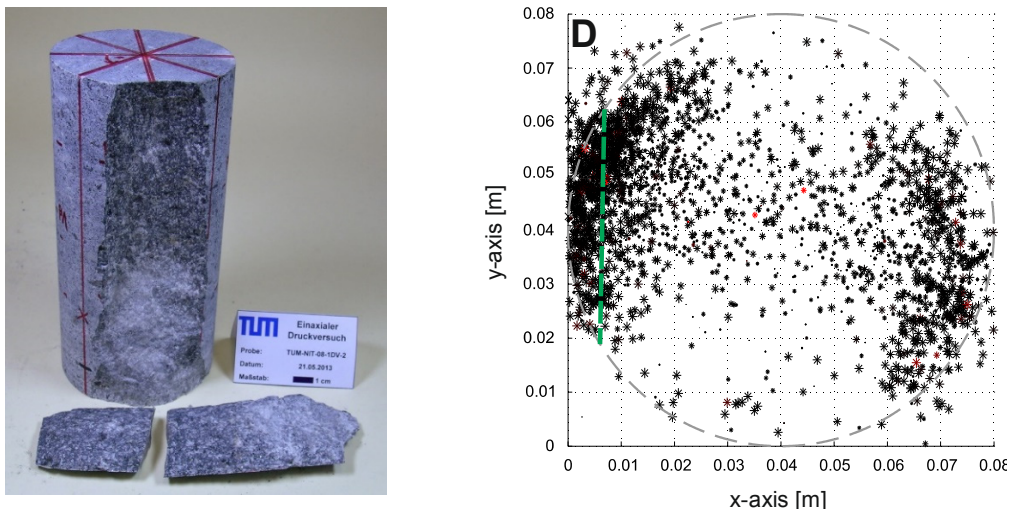 TUM
Einaxialer
Druckversuch
Probe: TUM-NIT-08-1DV-2
Datum: 21.05.2013
Maßstab: 1 cm
D
0.08
0.07
0.06
0.05
0.04
0.03
0.02
0.01
0
y-axis [m]
0 0.01 0.02 0.03 0.04 0.05 0.06 0.07 0.08
x-axis [m]